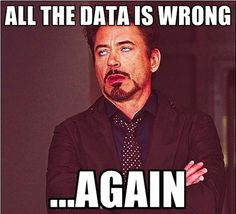 ALL THE DATA IS WRONG
...AGAIN